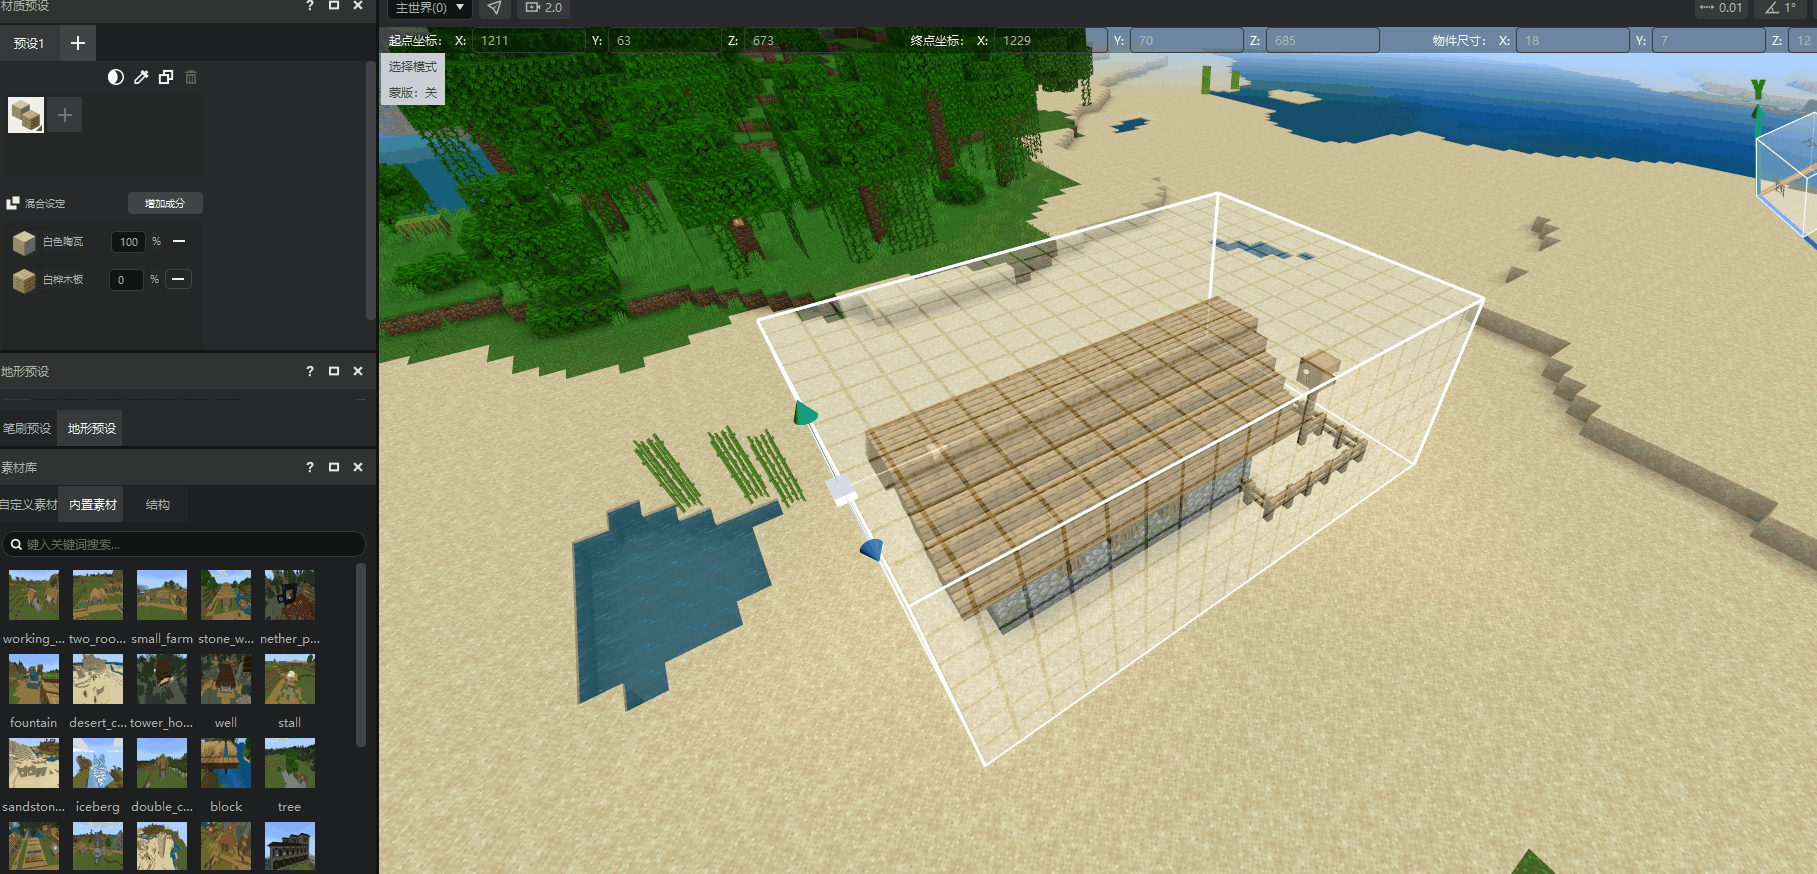 材质预设 ?
预设1
混合设定 增加成分
白色陶瓦 100 %
白桦木板 0 %
地形预设 ?
笔刷预设 地形预设
素材库 ?
自定义素材 内置素材 结构
键入关键词搜索...
working_... two_roo... small_farm stone_w... nether_p...
fountain desert_c... tower_ho... well stall
sandston... iceberg double_c... block tree
主世界(0) 2.0 0.01 1°
起点坐标: X: 1211 Y: 63 Z: 673 终点坐标: X: 1229 Y: 70 Z: 685 物件尺寸: X: 18 Y: 7 Z: 12
选择模式
蒙版: 关
Y